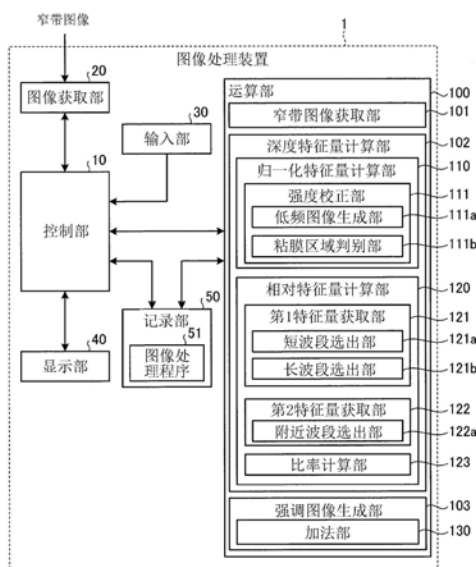 窄带图像
1
图像处理装置
20
图像获取部
30
输入部
10
控制部
40
显示部
50
记录部
51
图像处理程序
100
运算部
101
窄带图像获取部
102
深度特征量计算部
110
归一化特征量计算部
111
强度校正部
111a
低频图像生成部
111b
粘膜区域判别部
120
相对特征量计算部
121
第1特征量获取部
121a
短波段选出部
121b
长波段选出部
122
第2特征量获取部
122a
附近波段选出部
123
比率计算部
103
强调图像生成部
130
加法部